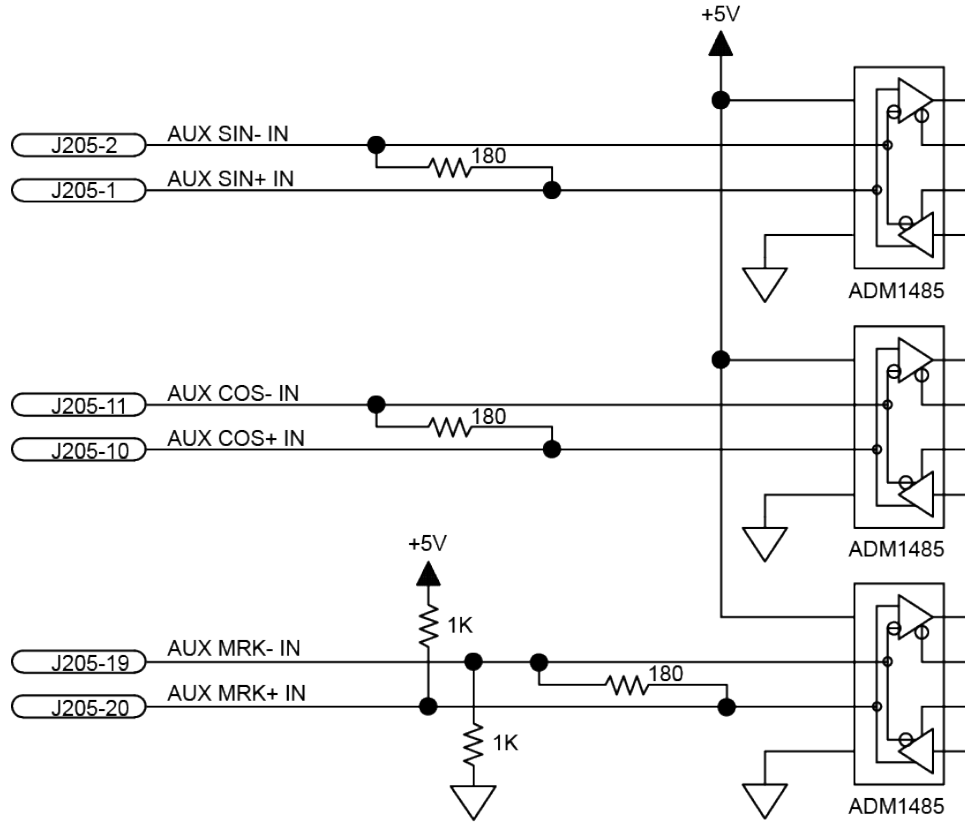 +5V
J205-2
AUX SIN- IN
180
J205-1
AUX SIN+ IN
ADM1485
J205-11
AUX COS- IN
180
J205-10
AUX COS+ IN
ADM1485
+5V
1K
J205-19
AUX MRK- IN
180
J205-20
AUX MRK+ IN
1K
ADM1485